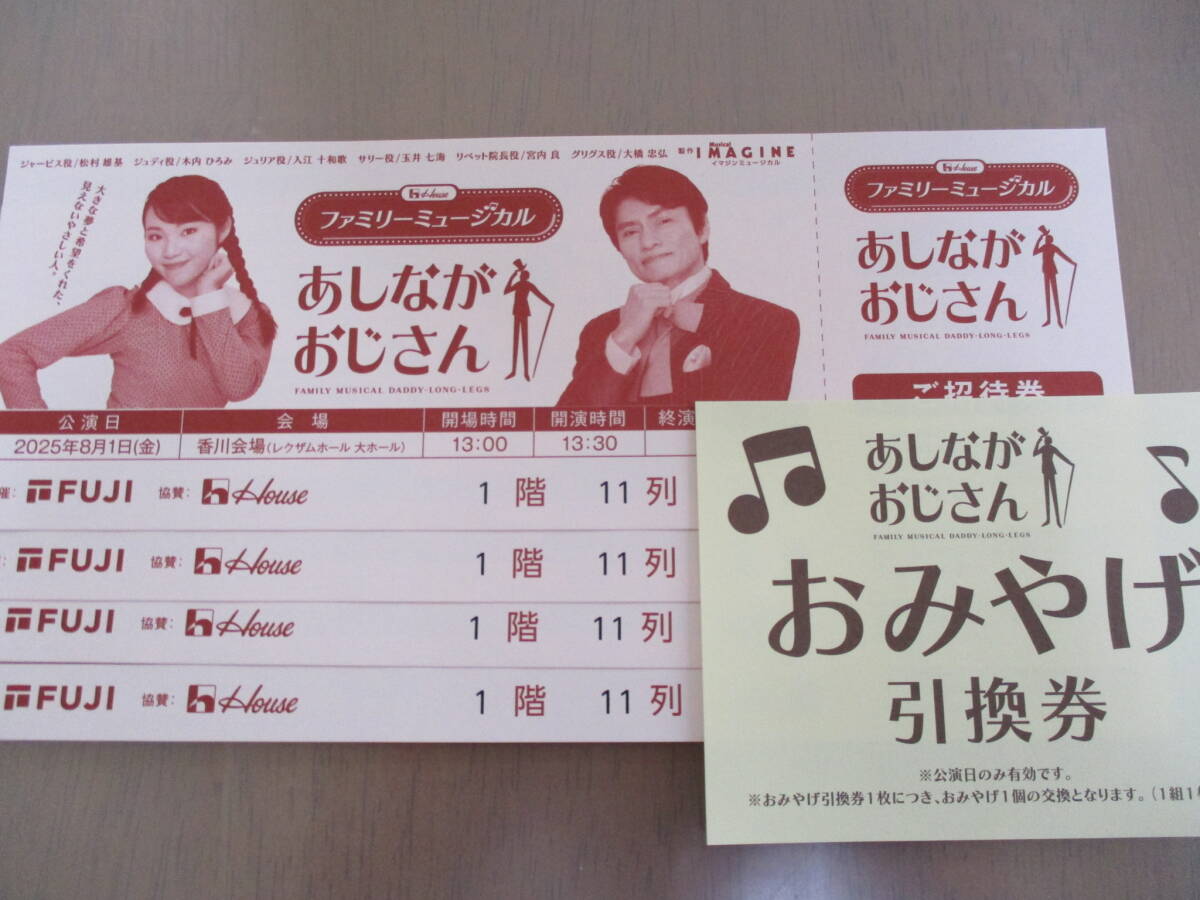 ジャービス役/松村 雄基 ジュディ役/木内 ひろみ ジュリア役/入江 十和歌 サリー役/玉井 七海 リペット院長役/宮内 良 グリグス役/大橋 忠弘 製作 Musical IMAGINE
イマジンミュージカル
大きな夢と希望をくれた、
見えないやさしい人。
House
ファミリーミュージカル
あしなが
おじさん
FAMILY MUSICAL DADDY-LONG-LEGS
House
ファミリーミュージカル
あしなが
おじさん
FAMILY MUSICAL DADDY-LONG-LEGS
ご招待券
公演日 会場 開場時間 開演時間 終演
2025年8月1日(金) 香川会場(レクザムホール 大ホール) 13:00 13:30
催: FUJI 協賛: House 1 階 11 列
FUJI 協賛: House 1 階 11 列
FUJI 協賛: House 1 階 11 列
FUJI 協賛: House 1 階 11 列
あしなが
おじさん
FAMILY MUSICAL DADDY-LONG-LEGS
おみやげ
引換券
※公演日のみ有効です。
※おみやげ引換券1枚につき、おみやげ1個の交換となります。(1組1